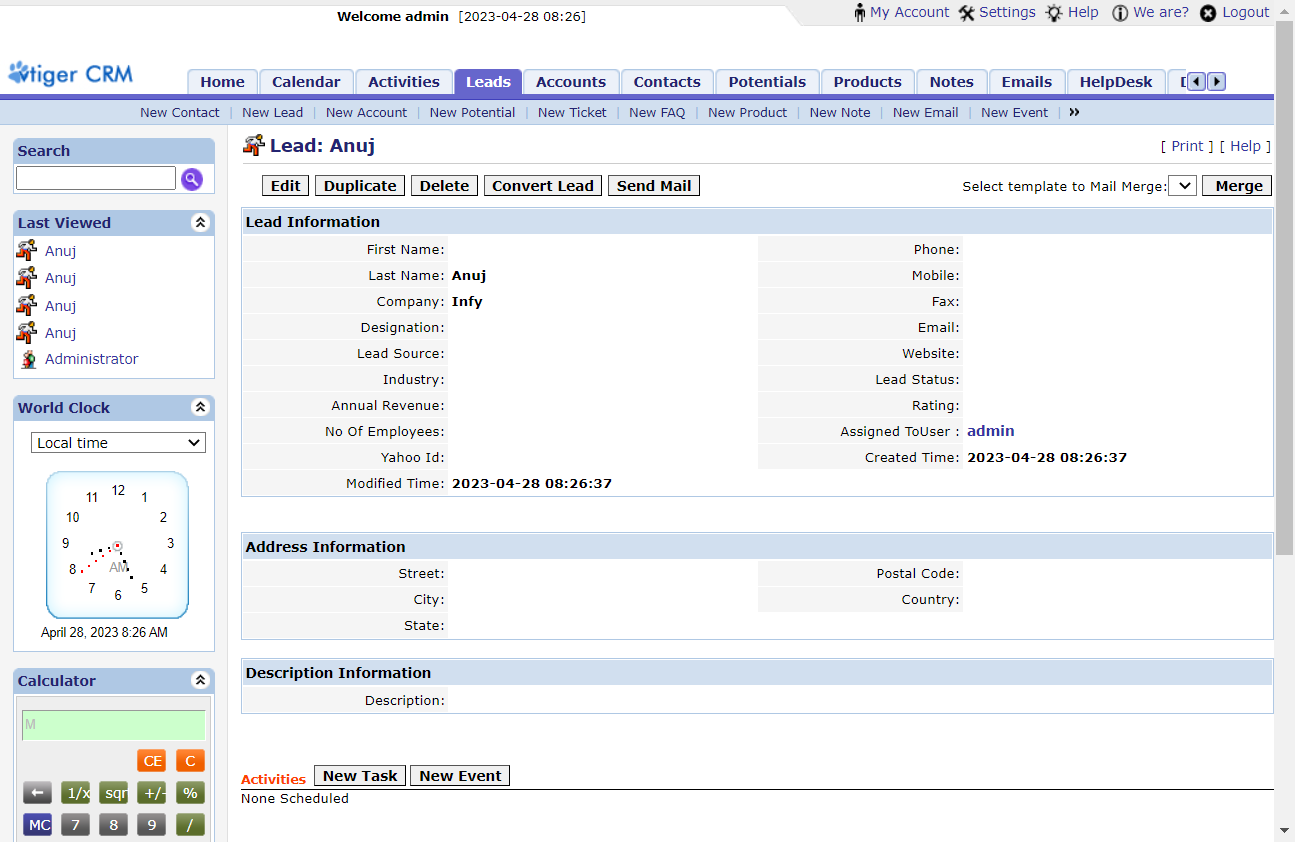 Welcome admin [2023-04-28 08:26]
My Account Settings Help We are? Logout
vtiger CRM
Home Calendar Activities Leads Accounts Contacts Potentials Products Notes Emails HelpDesk
New Contact | New Lead | New Account | New Potential | New Ticket | New FAQ | New Product | New Note | New Email | New Event | »
Search
Last Viewed
Anuj
Anuj
Anuj
Anuj
Administrator
World Clock
Local time
12
11 1
10 2
9 3
8 AM 4
7 5
6
April 28, 2023 8:26 AM
Calculator
M
CE C
← 1/x sqr +/- %
MC 7 8 9 /
Lead: Anuj
[ Print ] [ Help ]
Edit Duplicate Delete Convert Lead Send Mail Select template to Mail Merge: Merge
Lead Information
First Name: Phone:
Last Name: Anuj Mobile:
Company: Infy Fax:
Designation: Email:
Lead Source: Website:
Industry: Lead Status:
Annual Revenue: Rating:
No Of Employees: Assigned ToUser : admin
Yahoo Id: Created Time: 2023-04-28 08:26:37
Modified Time: 2023-04-28 08:26:37
Address Information
Street: Postal Code:
City: Country:
State:
Description Information
Description:
Activities New Task New Event
None Scheduled